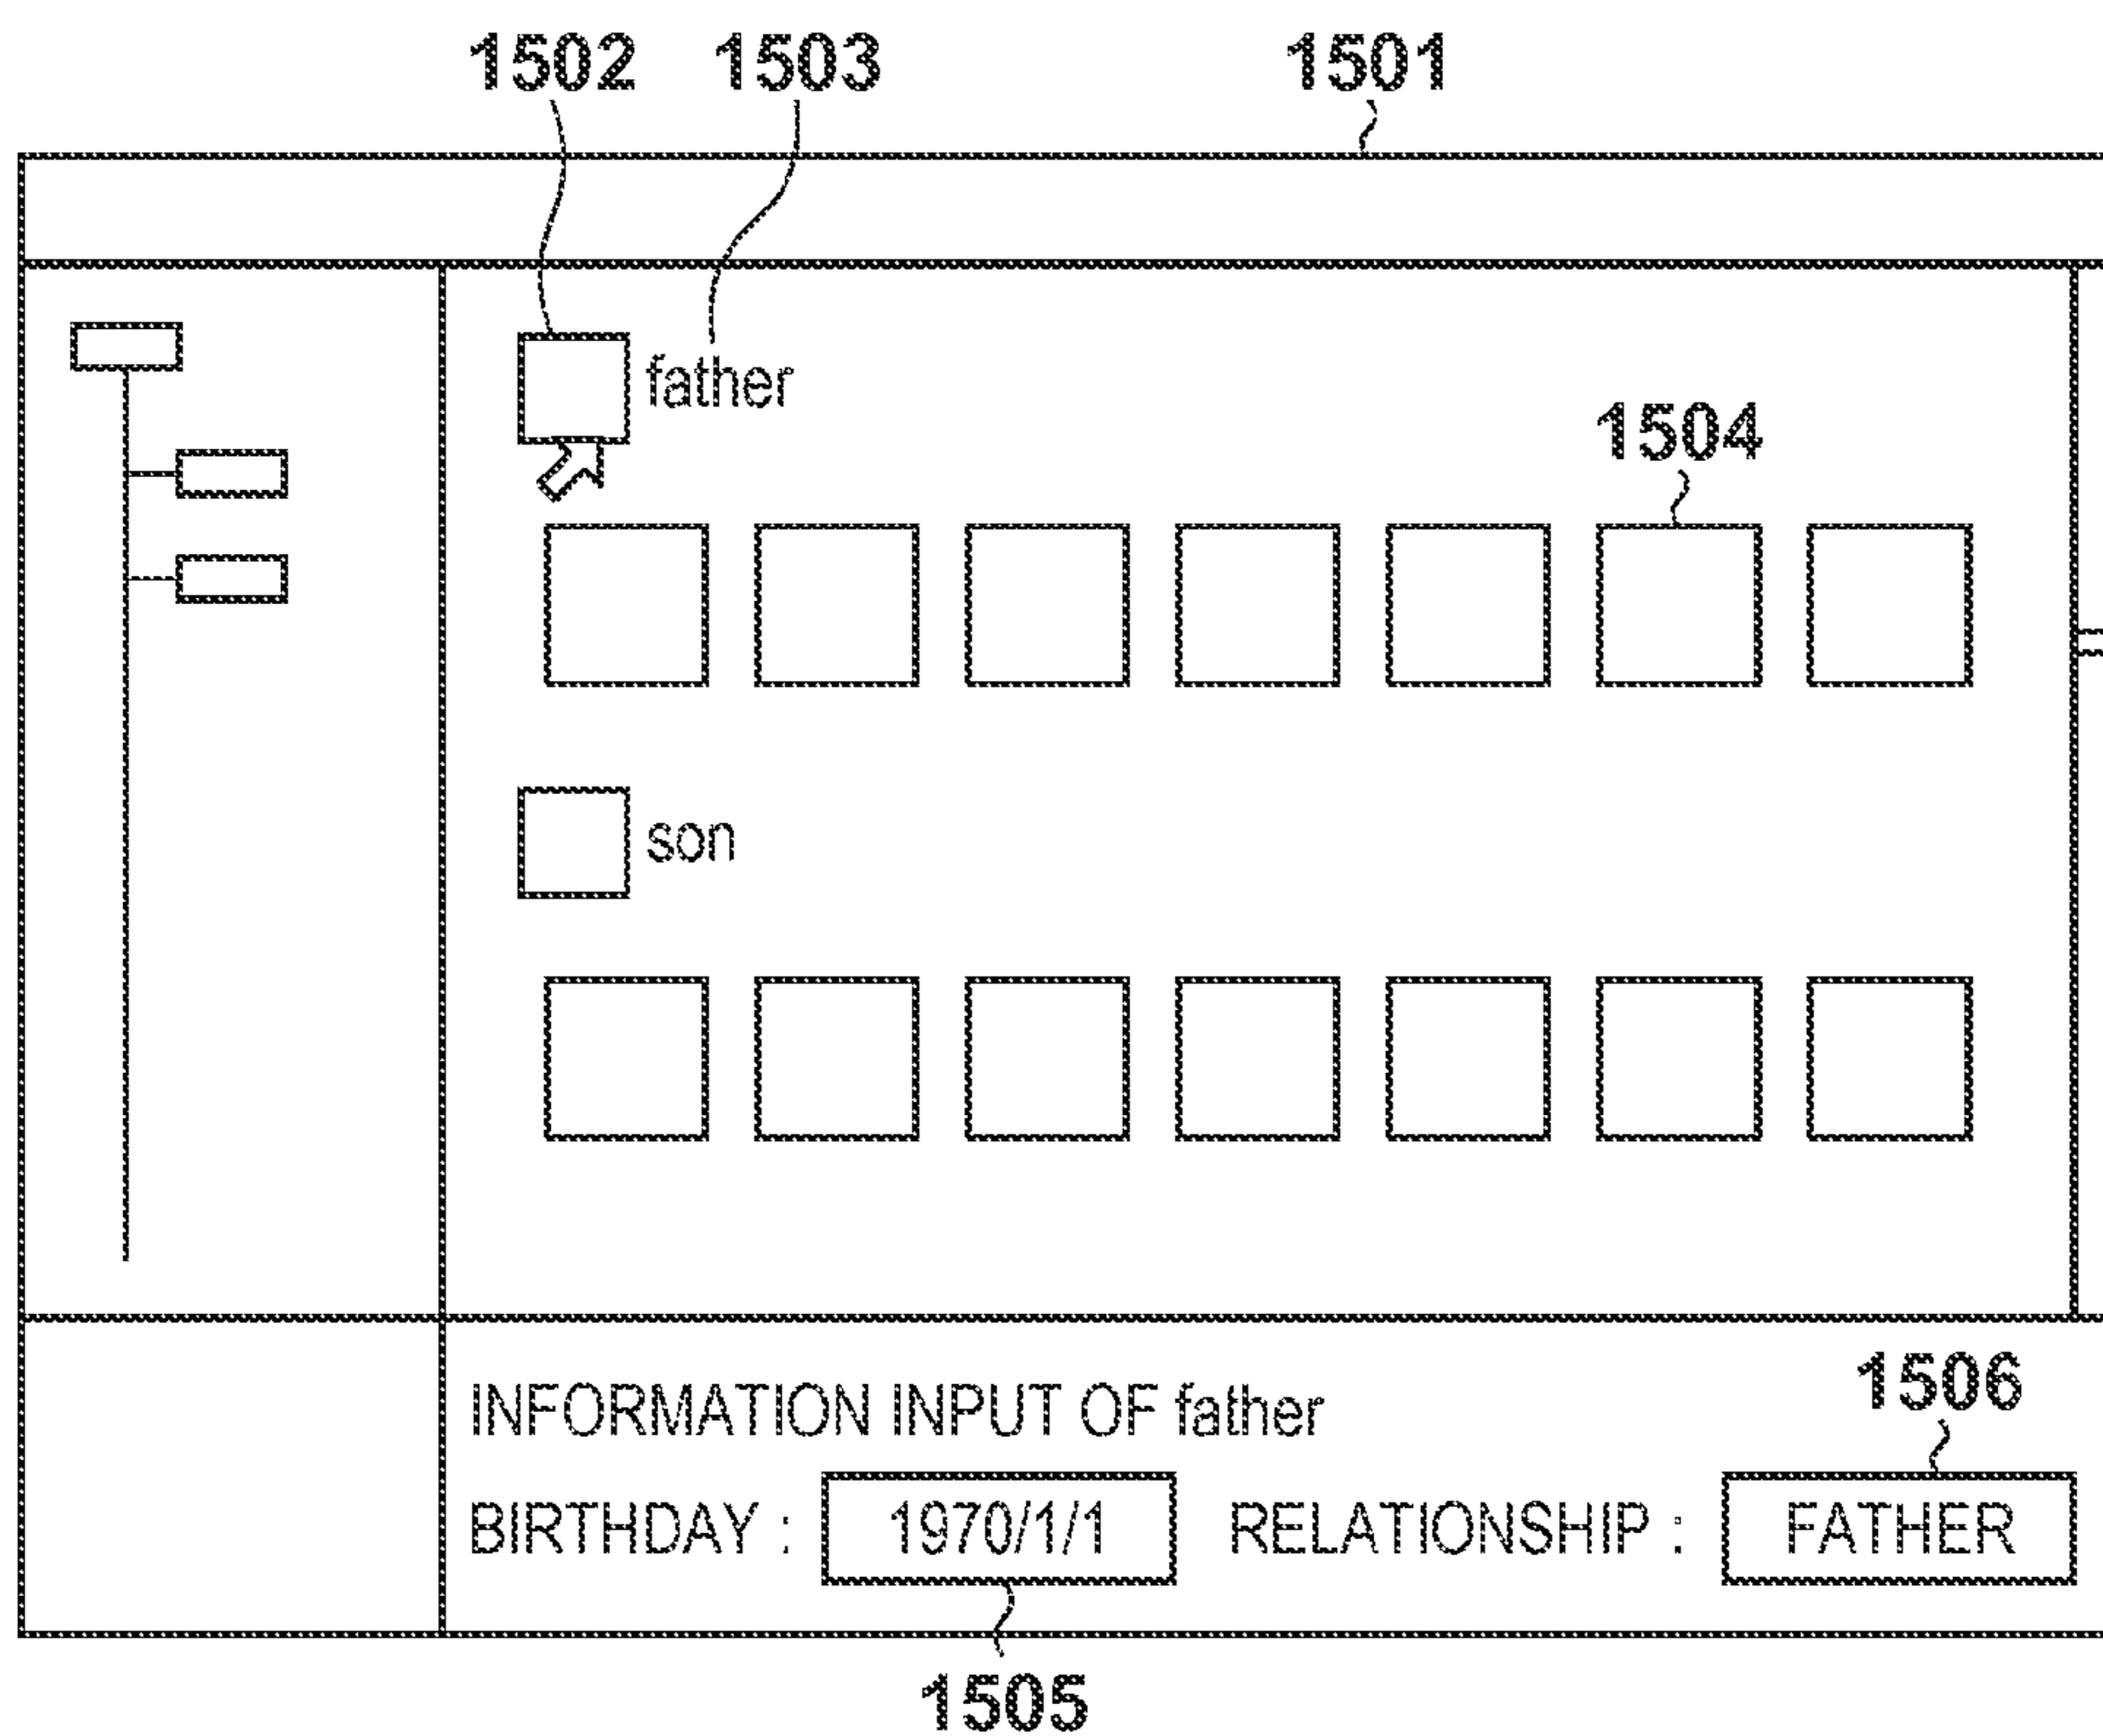 1502 1503 1501
father
1504
son
INFORMATION INPUT OF father
1506
BIRTHDAY : 1970/1/1 RELATIONSHIP : FATHER
1505